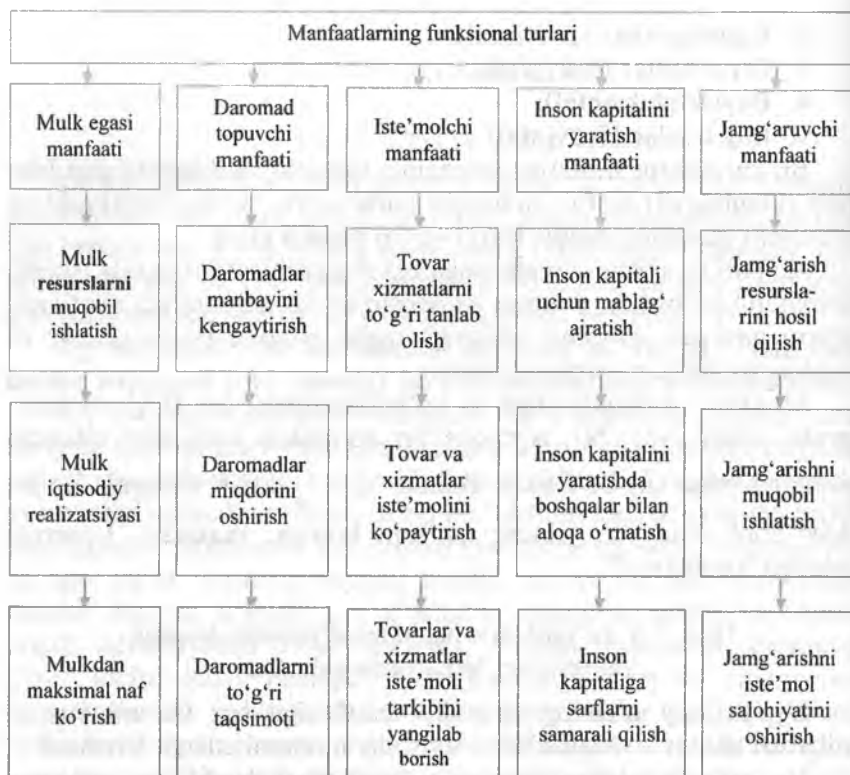 Manfaatlarning funksional turlari
Mulk egasi
manfaati
Daromad
topuvchi
manfaati
Iste’molchi
manfaati
Inson kapitalini
yaratish
manfaati
Jamg‘aruvchi
manfaati
Mulk
resurslarni
muqobil
ishlatish
Daromadlar
manbayini
kengaytirish
Tovar
xizmatlarni
to‘g‘ri tanlab
olish
Inson kapitali
uchun mablag‘
ajratish
Jamg‘arish
resursla-
rini hosil
qilish
Mulk
iqtisodiy
realizatsiyasi
Daromadlar
miqdorini
oshirish
Tovar va
xizmatlar
iste’molini
ko‘paytirish
Inson kapitalini
yaratishda
boshqalar bilan
aloqa o‘rnatish
Jamg‘arishni
muqobil
ishlatish
Mulkdan
maksimal naf
ko‘rish
Daromadlarni
to‘g‘ri
taqsimoti
Tovarlar va
xizmatlar
iste’moli
tarkibini
yangilab
borish
Inson
kapitaliga
sarflarni
samarali qilish
Jamg‘arishni
iste’mol
salohiyatini
oshirish